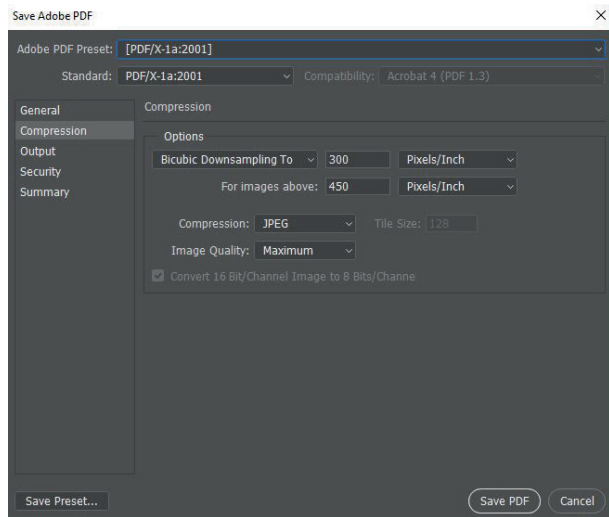 Save Adobe PDF
Adobe PDF Preset: [PDF/X-1a:2001]
Standard: PDF/X-1a:2001 Compatibility: Acrobat 4 (PDF 1.3)
General
Compression
Output
Security
Summary
Compression
Options
Bicubic Downsampling To 300 Pixels/Inch
For images above: 450 Pixels/Inch
Compression: JPEG Tile Size: 128
Image Quality: Maximum
Convert 16 Bit/Channel Image to 8 Bits/Channe
Save Preset... Save PDF Cancel